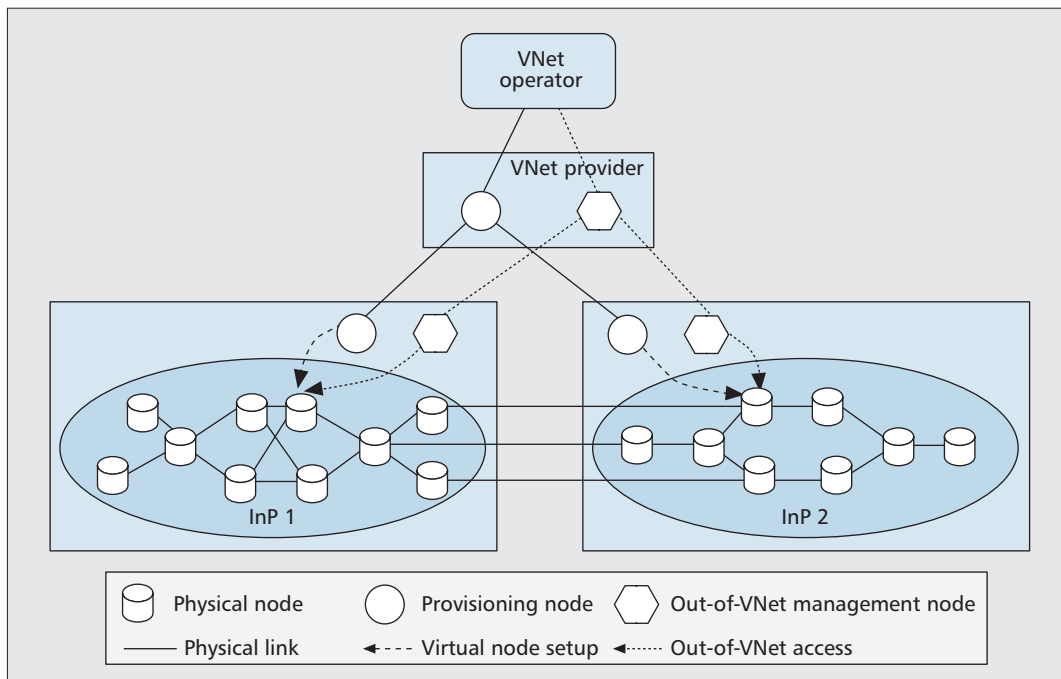 VNet
operator
VNet provider
InP 1
InP 2
Physical node
Provisioning node
Out-of-VNet management node
Physical link
Virtual node setup
Out-of-VNet access